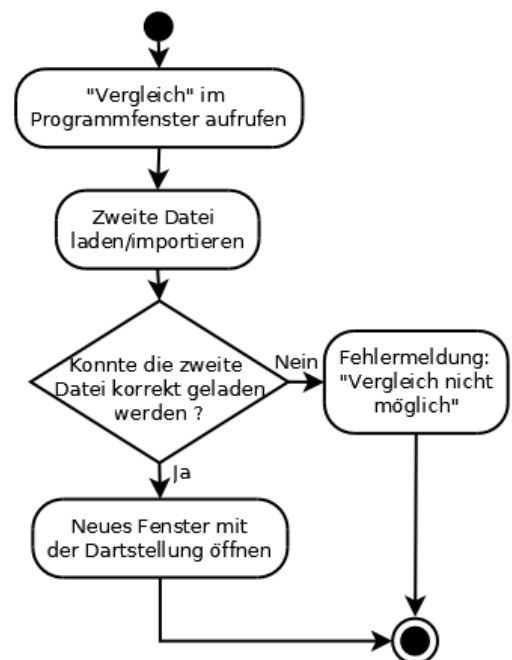 "Vergleich" im
Programmfenster aufrufen
Zweite Datei
laden/importieren
Konnte die zweite
Datei korrekt geladen
werden ?
Nein
Fehlermeldung:
"Vergleich nicht
möglich"
Ja
Neues Fenster mit
der Dartstellung öffnen